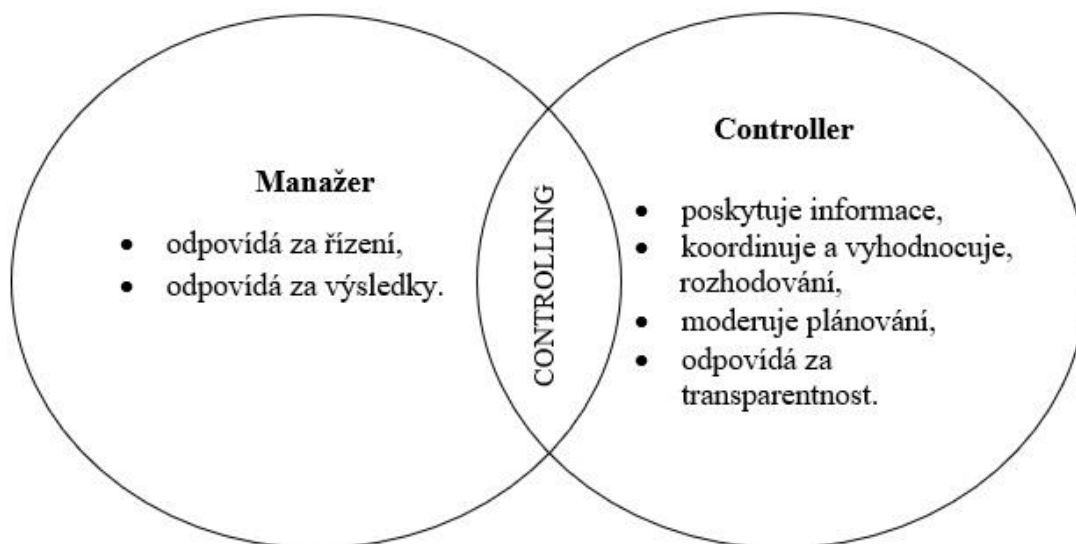 Manažer
• odpovídá za řízení,
• odpovídá za výsledky.
CONTROLLING
Controller
• poskytuje informace,
• koordinuje a vyhodnocuje,
rozhodování,
• moderuje plánování,
• odpovídá za
transparentnost.